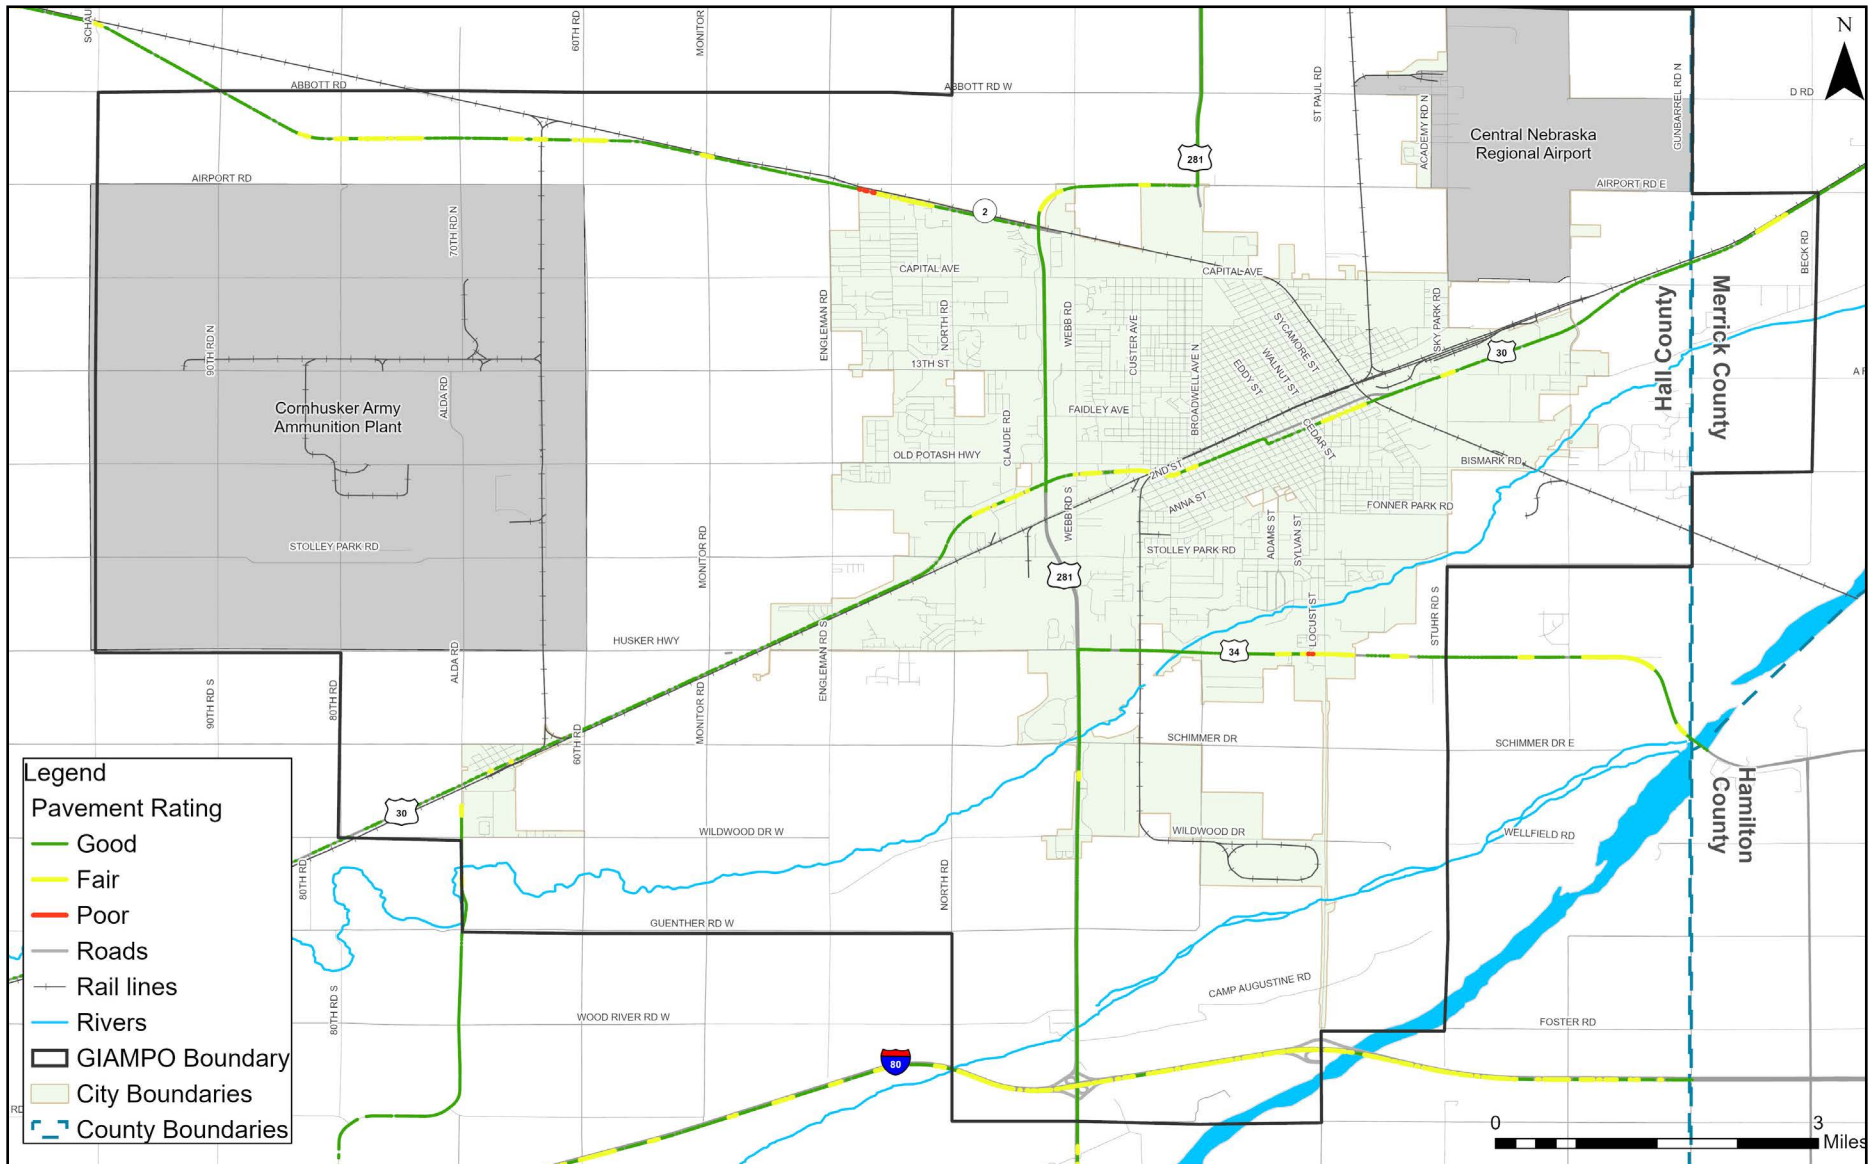 SCHAU
60TH RD
MONITOR
N
ABBOTT RD
ABBOTT RD W
ST PAUL RD
ACADEMY RD N
GUNBARREL RD N
D RD
Central Nebraska
Regional Airport
281
AIRPORT RD
AIRPORT RD E
2
70TH RD N
CAPITAL AVE
CAPITAL AVE
BECK RD
90TH RD N
ENGLEMAN RD
NORTH RD
WEBB RD
CUSTER AVE
SYCAMORE ST
SKY PARK RD
Hall County
Merrick County
30
13TH ST
WALNUT ST
EDDY ST
BROADWELL AVE N
ALDA RD
Cornhusker Army
Ammunition Plant
FAIDLEY AVE
CLAUDE RD
CEDAR ST
OLD POTASH HWY
2ND ST
BISMARK RD
ANNA ST
FONNER PARK RD
WEBB RD S
ADAMS ST
SYLVAN ST
STOLLEY PARK RD
MONITOR RD
STOLLEY PARK RD
281
LOCUST ST
STUHR RD S
HUSKER HWY
ENGLEMAN RD S
34
ALDA RD
90TH RD S
80TH RD
MONITOR RD
60TH RD
SCHIMMER DR
SCHIMMER DR E
Hamilton
County
30
WILDWOOD DR W
WILDWOOD DR
WELLFIELD RD
80TH RD
NORTH RD
GUENTHER RD W
CAMP AUGUSTINE RD
80TH RD S
WOOD RIVER RD W
FOSTER RD
80
RD
Legend
Pavement Rating
Good
Fair
Poor
Roads
Rail lines
Rivers
GIAMPO Boundary
City Boundaries
County Boundaries
0 3
Miles